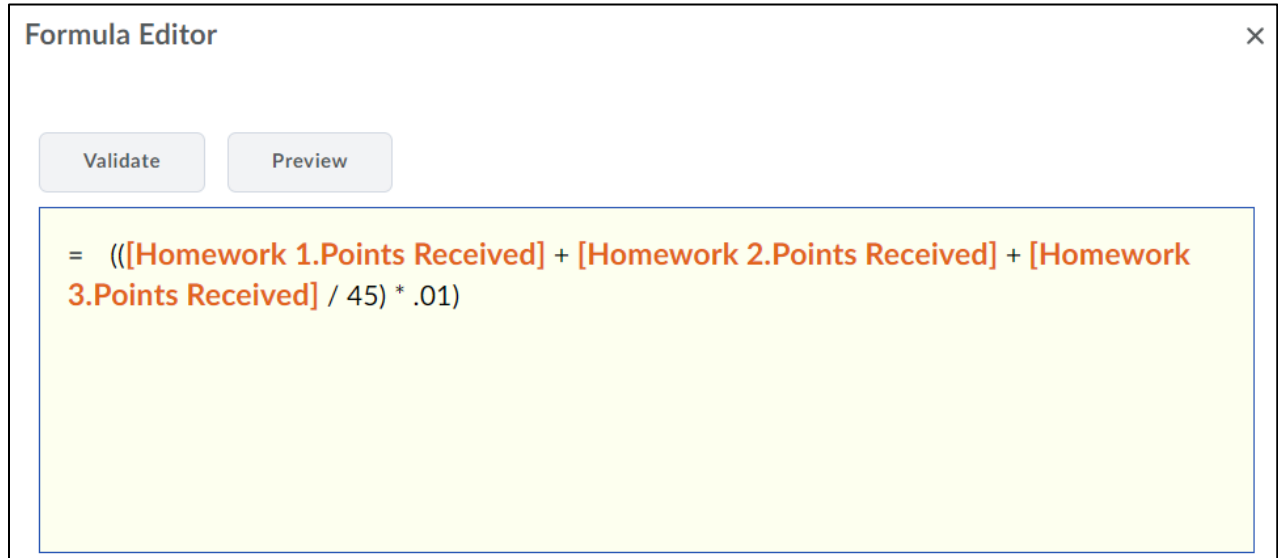 Formula Editor
Validate
Preview
= (([Homework 1.Points Received] + [Homework 2.Points Received] + [Homework
3.Points Received] / 45) * .01)